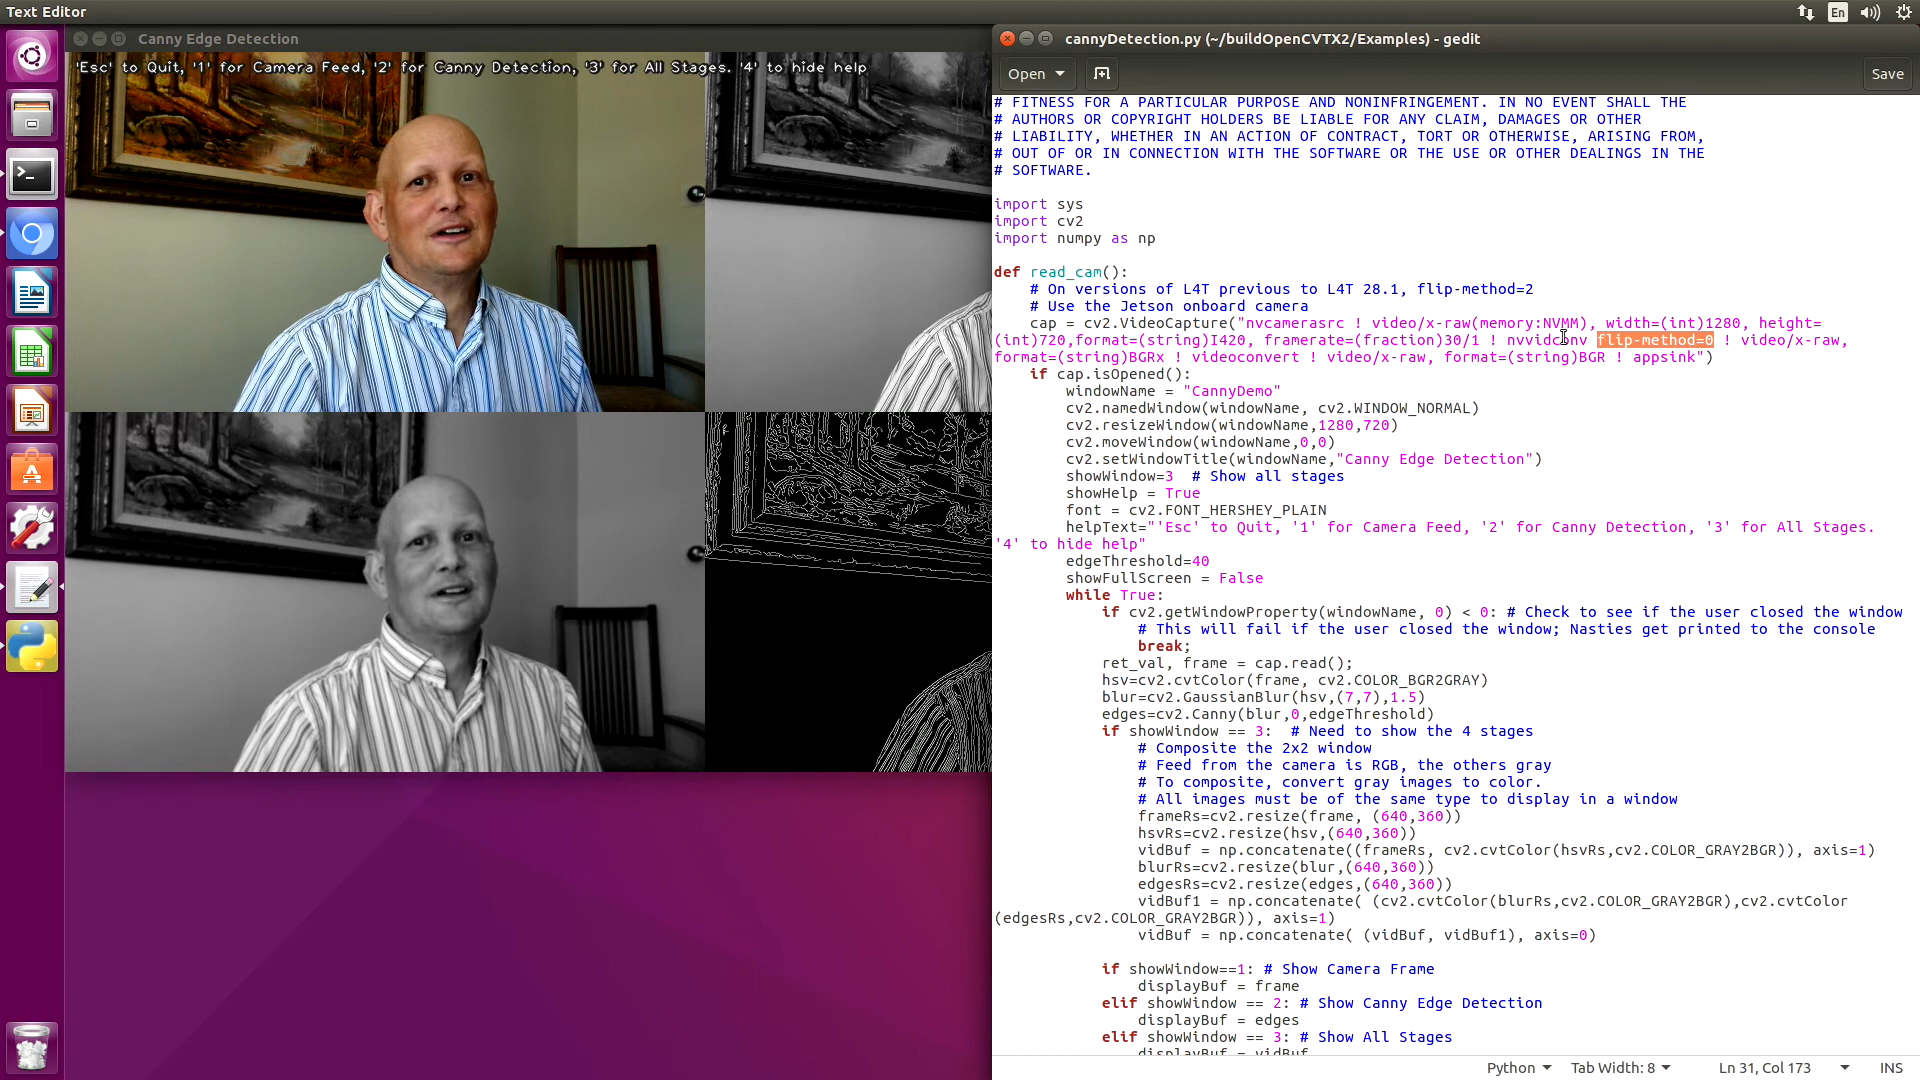 Text Editor
En
Canny Edge Detection
'Esc' to Quit, '1' for Camera Feed, '2' for Canny Detection, '3' for All Stages. '4' to hide help
cannyDetection.py (~/buildOpenCVTX2/Examples) - gedit
Open
Save
# FITNESS FOR A PARTICULAR PURPOSE AND NONINFRINGEMENT. IN NO EVENT SHALL THE
# AUTHORS OR COPYRIGHT HOLDERS BE LIABLE FOR ANY CLAIM, DAMAGES OR OTHER
# LIABILITY, WHETHER IN AN ACTION OF CONTRACT, TORT OR OTHERWISE, ARISING FROM,
# OUT OF OR IN CONNECTION WITH THE SOFTWARE OR THE USE OR OTHER DEALINGS IN THE
# SOFTWARE.
import sys
import cv2
import numpy as np
def read_cam():
# On versions of L4T previous to L4T 28.1, flip-method=2
# Use the Jetson onboard camera
cap = cv2.VideoCapture("nvcamerasrc ! video/x-raw(memory:NVMM), width=(int)1280, height=
(int)720,format=(string)I420, framerate=(fraction)30/1 ! nvvidconv flip-method=0 ! video/x-raw,
format=(string)BGRx ! videoconvert ! video/x-raw, format=(string)BGR ! appsink")
if cap.isOpened():
windowName = "CannyDemo"
cv2.namedWindow(windowName, cv2.WINDOW_NORMAL)
cv2.resizeWindow(windowName,1280,720)
cv2.moveWindow(windowName,0,0)
cv2.setWindowTitle(windowName,"Canny Edge Detection")
showWindow=3  # Show all stages
showHelp = True
font = cv2.FONT_HERSHEY_PLAIN
helpText="'Esc' to Quit, '1' for Camera Feed, '2' for Canny Detection, '3' for All Stages.
'4' to hide help"
edgeThreshold=40
showFullScreen = False
while True:
if cv2.getWindowProperty(windowName, 0) < 0: # Check to see if the user closed the window
# This will fail if the user closed the window; Nasties get printed to the console
break;
ret_val, frame = cap.read();
hsv=cv2.cvtColor(frame, cv2.COLOR_BGR2GRAY)
blur=cv2.GaussianBlur(hsv,(7,7),1.5)
edges=cv2.Canny(blur,0,edgeThreshold)
if showWindow == 3:  # Need to show the 4 stages
# Composite the 2x2 window
# Feed from the camera is RGB, the others gray
# To composite, convert gray images to color.
# All images must be of the same type to display in a window
frameRs=cv2.resize(frame, (640,360))
hsvRs=cv2.resize(hsv,(640,360))
vidBuf = np.concatenate((frameRs, cv2.cvtColor(hsvRs,cv2.COLOR_GRAY2BGR)), axis=1)
blurRs=cv2.resize(blur,(640,360))
edgesRs=cv2.resize(edges,(640,360))
vidBuf1 = np.concatenate( (cv2.cvtColor(blurRs,cv2.COLOR_GRAY2BGR),cv2.cvtColor
(edgesRs,cv2.COLOR_GRAY2BGR)), axis=1)
vidBuf = np.concatenate( (vidBuf, vidBuf1), axis=0)
if showWindow==1: # Show Camera Frame
displayBuf = frame
elif showWindow == 2: # Show Canny Edge Detection
displayBuf = edges
elif showWindow == 3: # Show All Stages
displayBuf = vidBuf
Python
Tab Width: 8
Ln 31, Col 173
INS